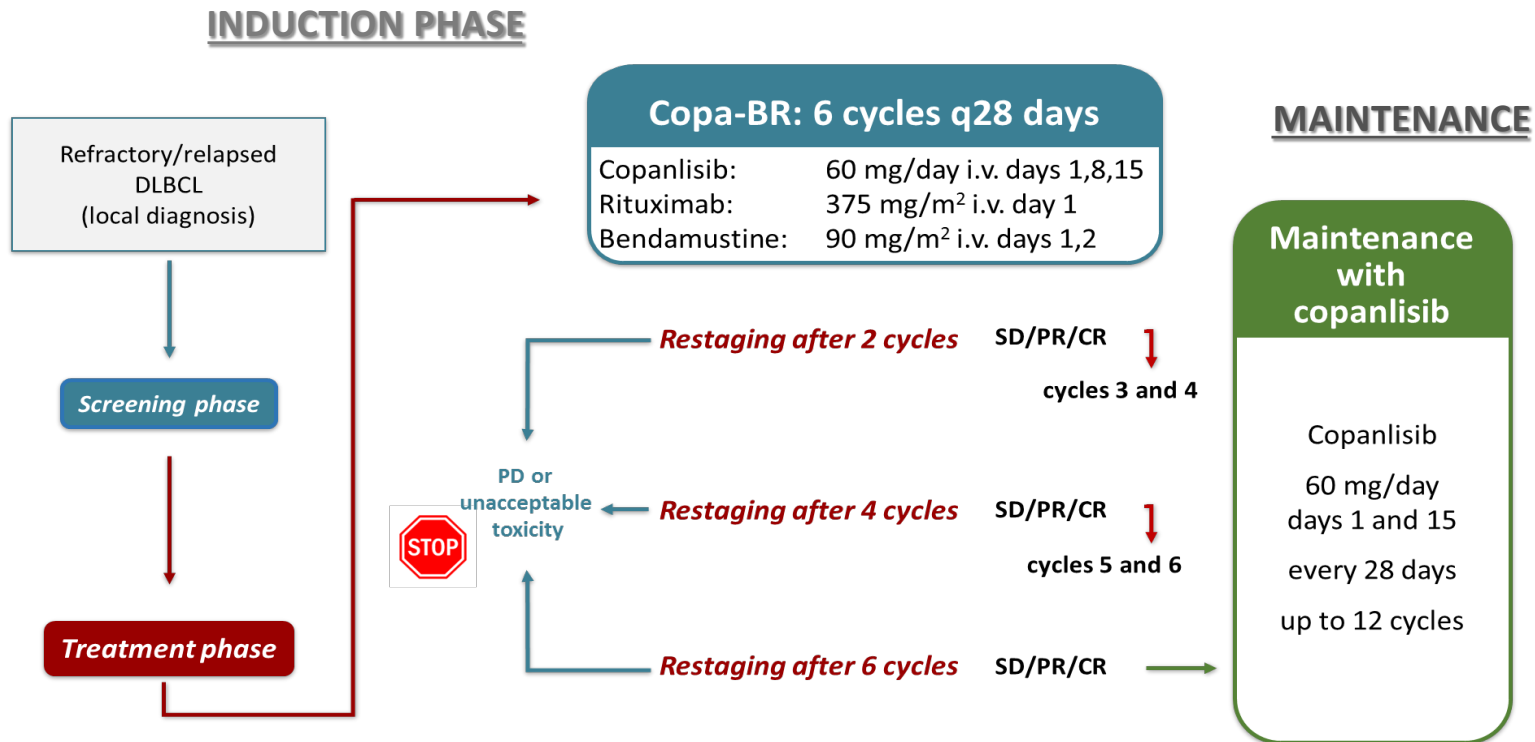 INDUCTION PHASE
Refractory/relapsed
DLBCL
(local diagnosis)
Screening phase
Treatment phase
Copa-BR: 6 cycles q28 days
Copanlisib: 60 mg/day i.v. days 1,8,15
Rituximab: 375 mg/m² i.v. day 1
Bendamustine: 90 mg/m² i.v. days 1,2
Restaging after 2 cycles SD/PR/CR
cycles 3 and 4
PD or
unacceptable
toxicity
STOP
Restaging after 4 cycles SD/PR/CR
cycles 5 and 6
Restaging after 6 cycles SD/PR/CR
MAINTENANCE
Maintenance
with
copanlisib
Copanlisib
60 mg/day
days 1 and 15
every 28 days
up to 12 cycles